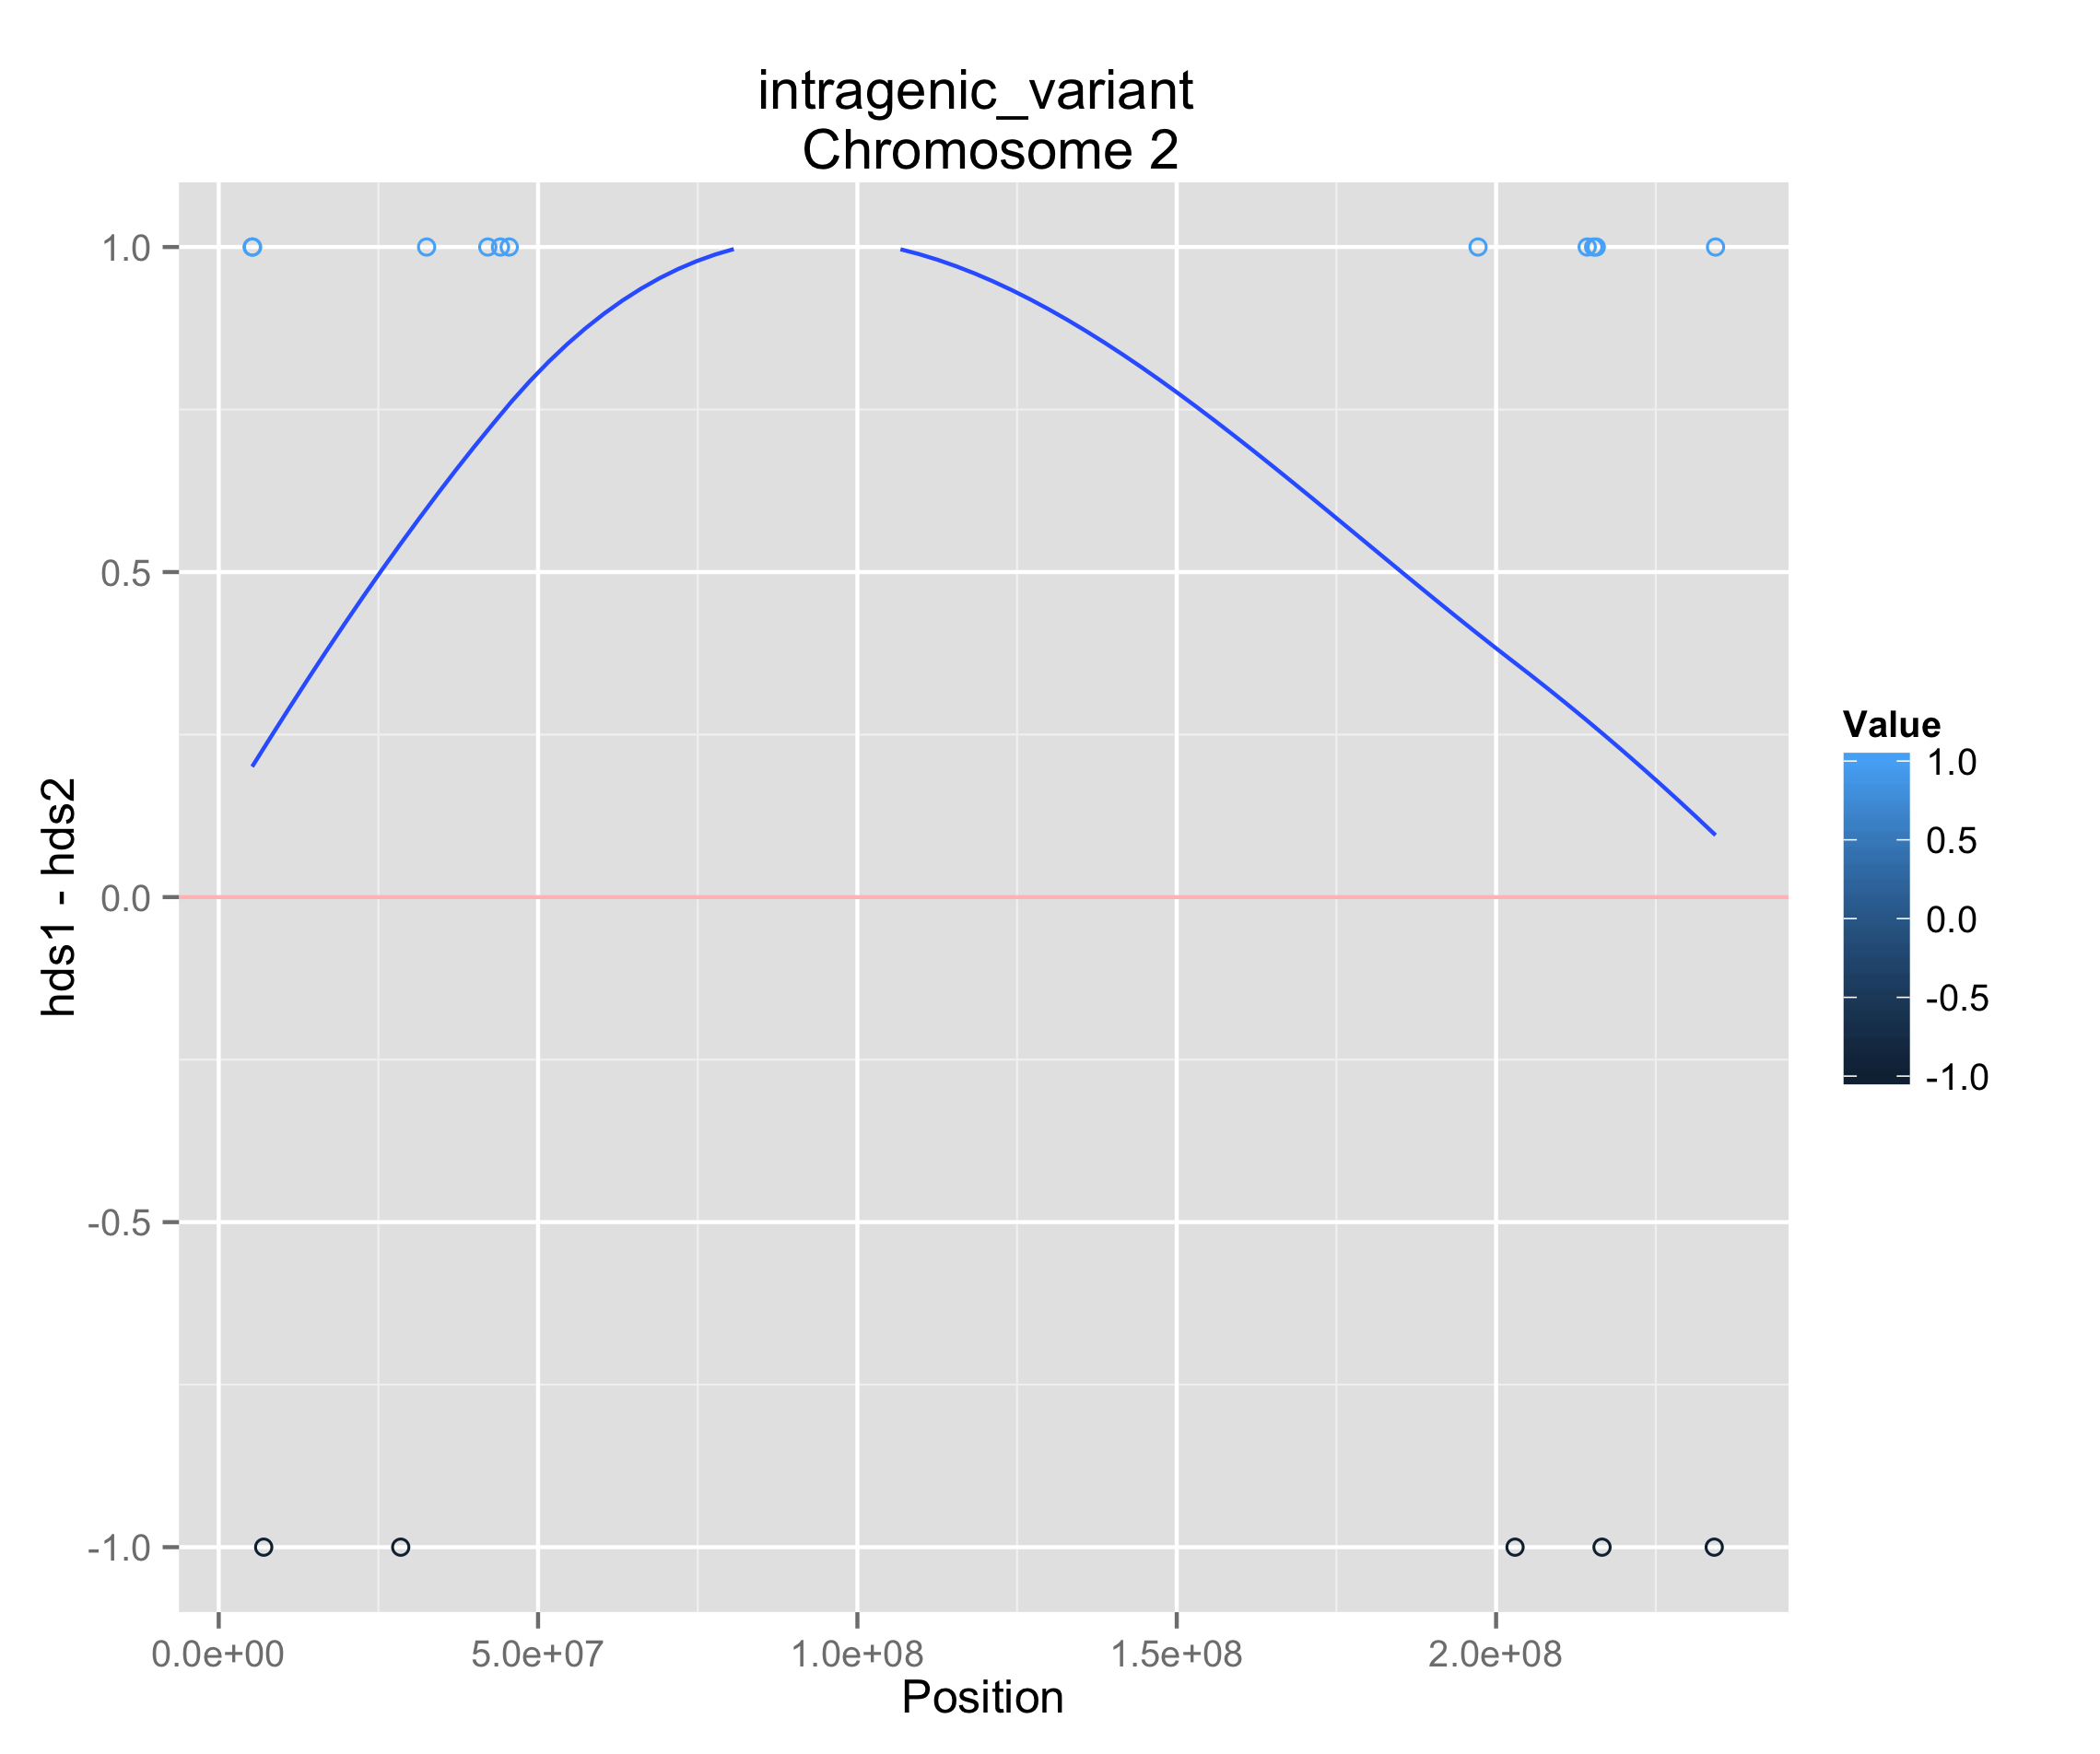 intragenic_variant
Chromosome 2
hds1 - hds2
1.0
0.5
0.0
-0.5
-1.0
0.0e+00
5.0e+07
1.0e+08
1.5e+08
2.0e+08
Position
Value
1.0
0.5
0.0
-0.5
-1.0